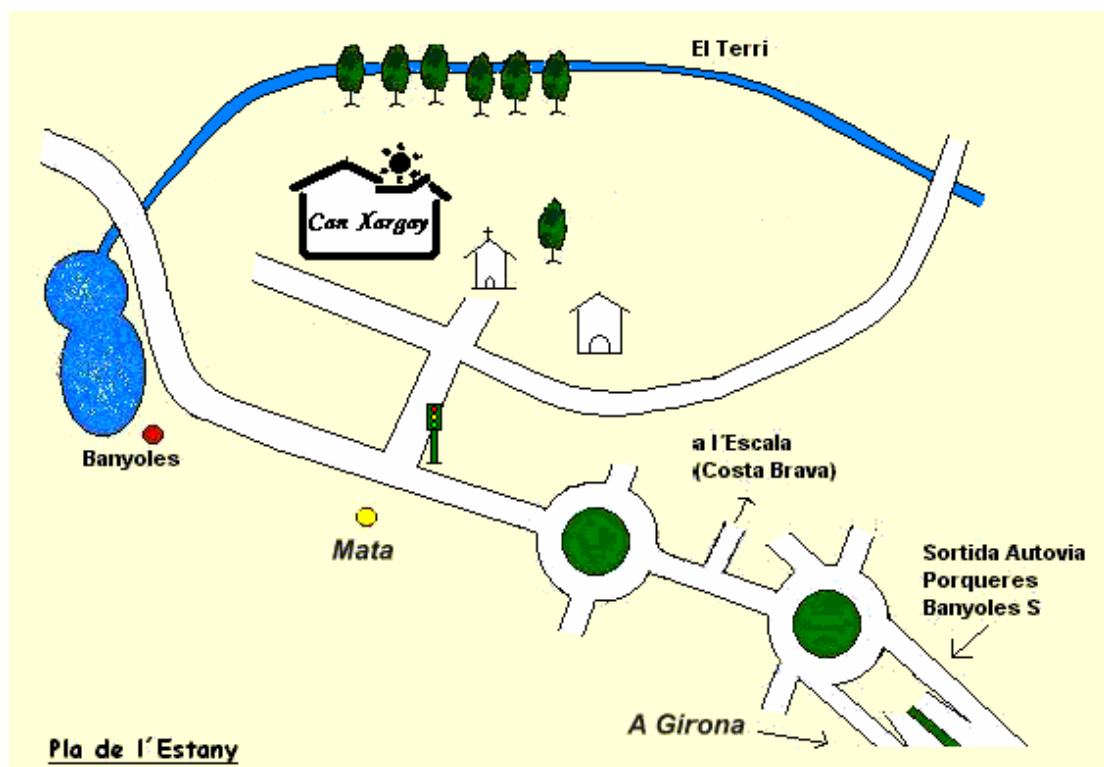 El Terri
Can Xargay
a l´Escala
(Costa Brava)
Banyoles
Mata
Sortida Autovia
Porqueres
Banyoles S
A Girona
Pla de l´Estany